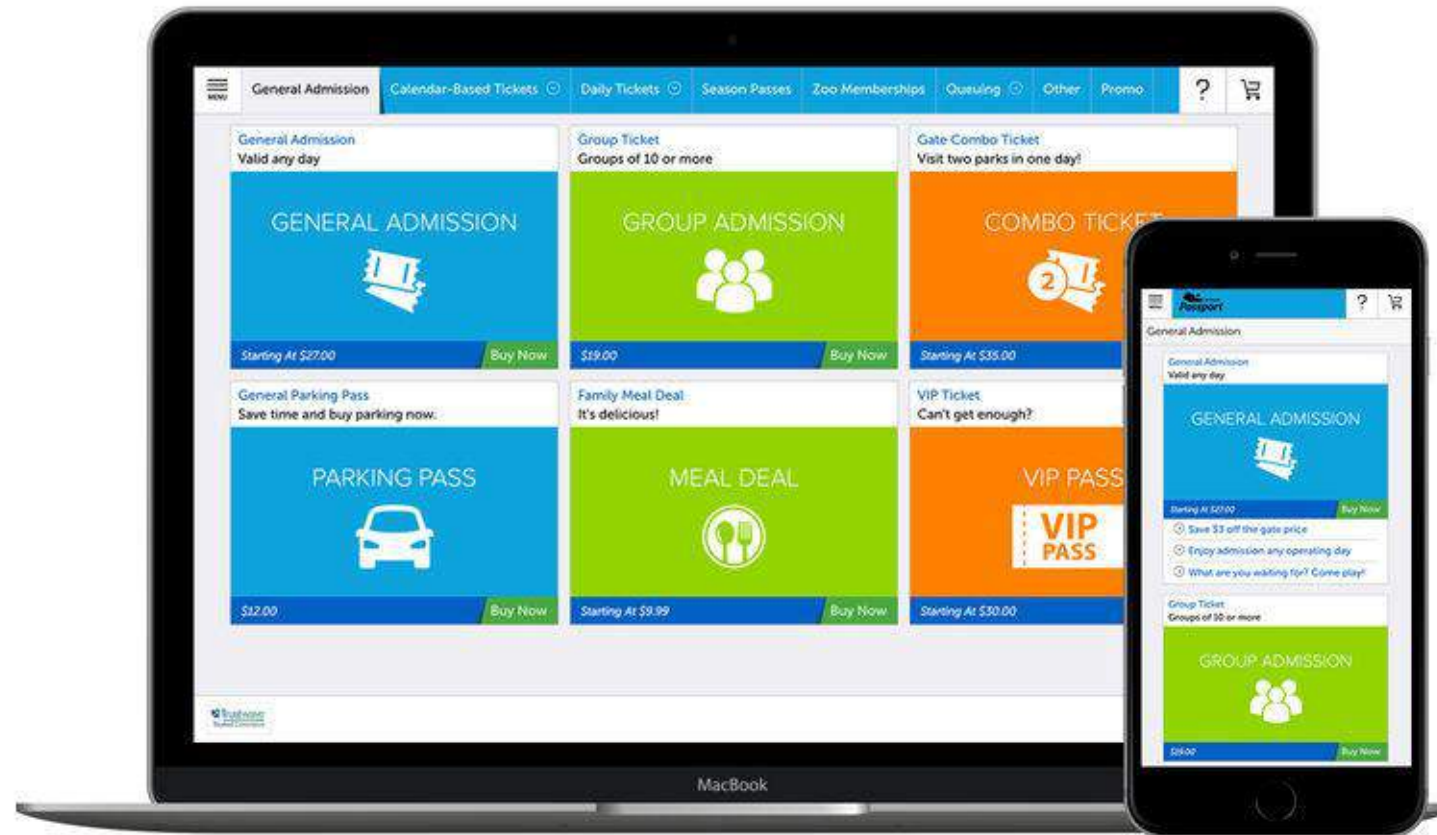 MENU
General Admission
Calendar-Based Tickets
Daily Tickets
Season Passes
Zoo Memberships
Queuing
Other
Promo
?
General Admission
Valid any day
GENERAL ADMISSION
Starting At $27.00
Buy Now
Group Ticket
Groups of 10 or more
GROUP ADMISSION
$19.00
Buy Now
Gate Combo Ticket
Visit two parks in one day!
COMBO TICKET
2
Starting At $35.00
General Parking Pass
Save time and buy parking now.
PARKING PASS
$12.00
Buy Now
Family Meal Deal
It's delicious!
MEAL DEAL
Starting At $9.99
Buy Now
VIP Ticket
Can't get enough?
VIP PASS
VIP
PASS
Starting At $30.00
Trustwave
Trusted Commerce
MacBook
MENU
Passport
?
General Admission
General Admission
Valid any day
GENERAL ADMISSION
Starting At $27.00
Buy Now
Save $3 off the gate price
Enjoy admission any operating day
What are you waiting for? Come play!
Group Ticket
Groups of 10 or more
GROUP ADMISSION
$19.00
Buy Now